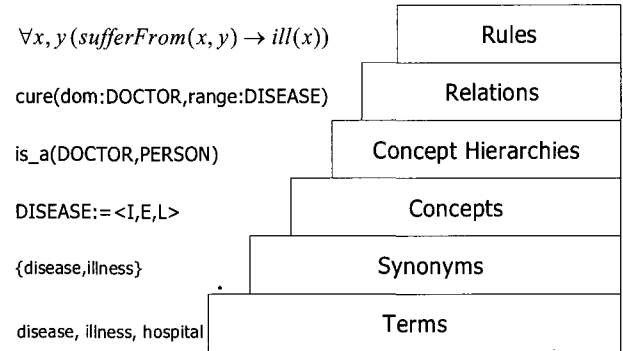 ∀x, y (sufferFrom(x, y) → ill(x)) Rules
cure(dom:DOCTOR,range:DISEASE) Relations
is_a(DOCTOR,PERSON) Concept Hierarchies
DISEASE:=<I,E,L> Concepts
{disease,illness} Synonyms
disease, illness, hospital Terms